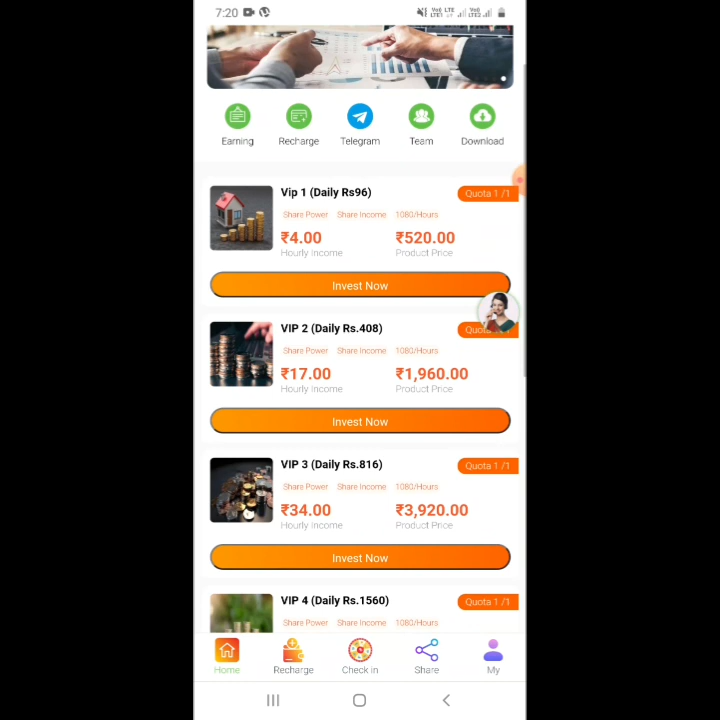 7:20
Vo) LTE
LTE1
Vo)
LTE2
Earning
Recharge
Telegram
Team
Download
Vip 1 (Daily Rs96)
Quota 1 /1
Share Power Share Income 1080/Hours
₹4.00 ₹520.00
Hourly Income Product Price
Invest Now
VIP 2 (Daily Rs.408)
Share Power Share Income 1080/Hours
₹17.00 ₹1,960.00
Hourly Income Product Price
Invest Now
VIP 3 (Daily Rs.816)
Quota 1 /1
Share Power Share Income 1080/Hours
₹34.00 ₹3,920.00
Hourly Income Product Price
Invest Now
VIP 4 (Daily Rs.1560)
Quota 1 /1
Share Power Share Income 1080/Hours
Home
Recharge
Check in
Share
My